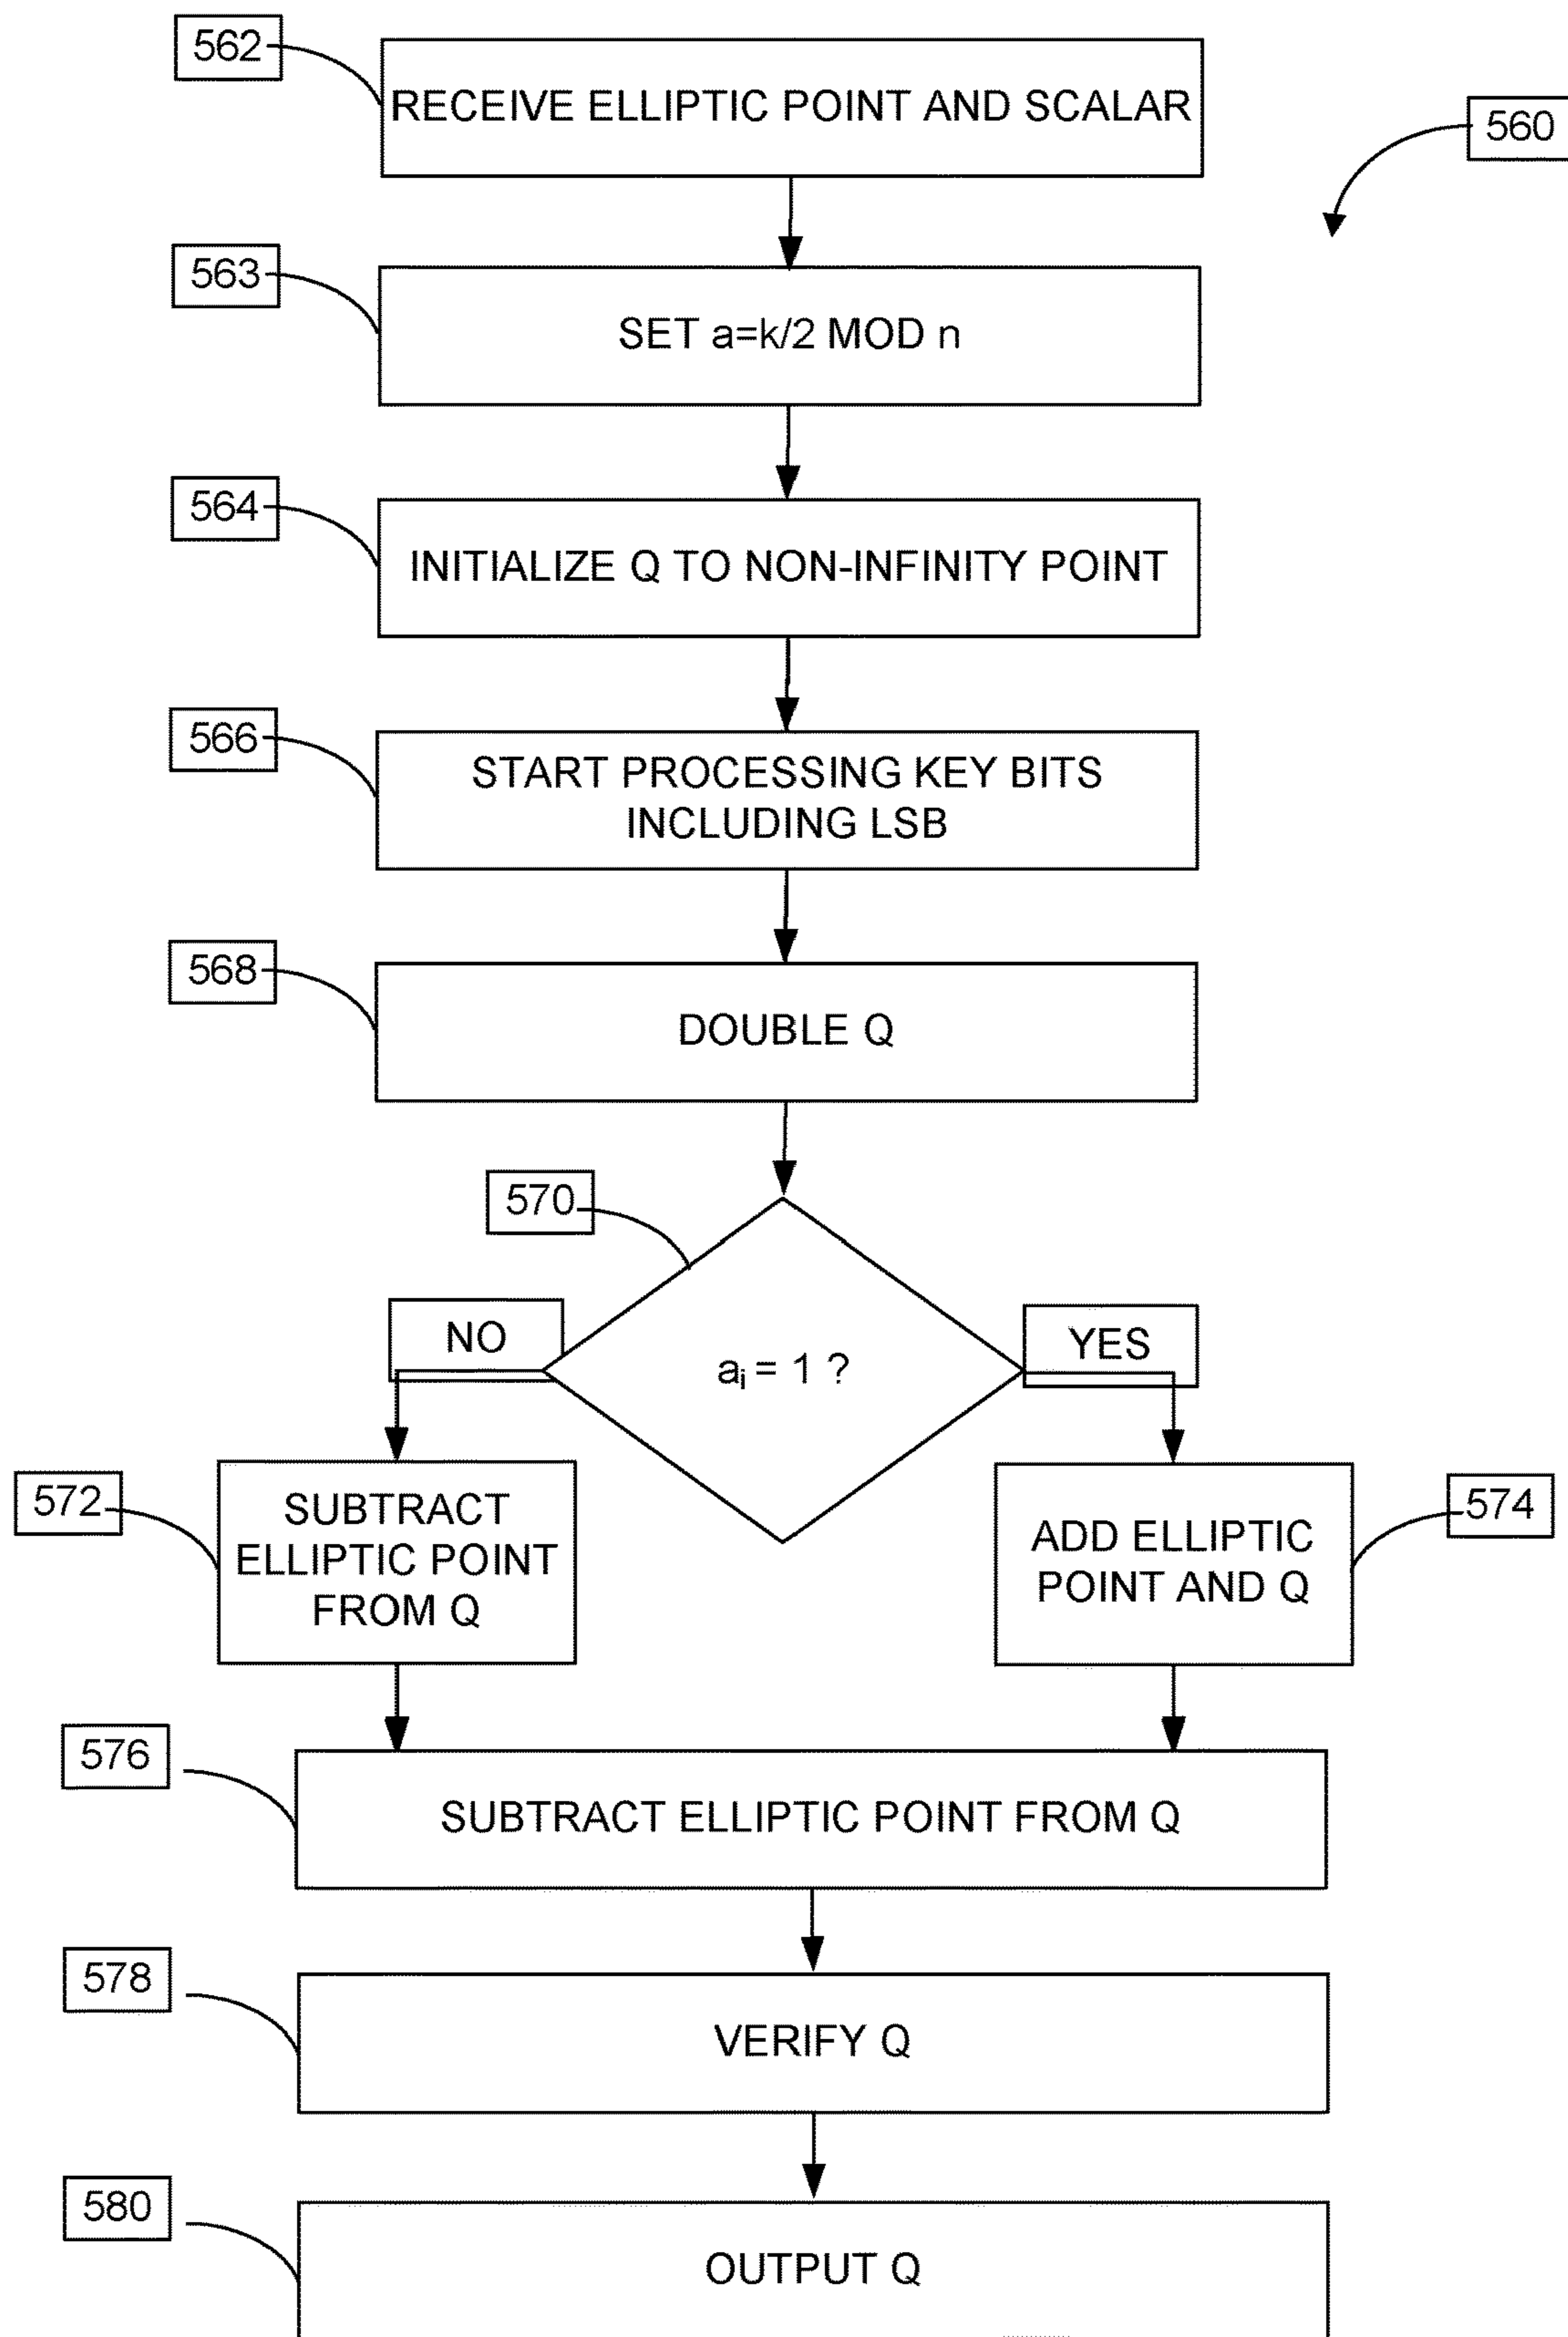 562
RECEIVE ELLIPTIC POINT AND SCALAR
560
563
SET a=k/2 MOD n
564
INITIALIZE Q TO NON-INFINITY POINT
566
START PROCESSING KEY BITS
INCLUDING LSB
568
DOUBLE Q
570
NO
YES
aᵢ = 1 ?
572
SUBTRACT
ELLIPTIC POINT
FROM Q
574
ADD ELLIPTIC
POINT AND Q
576
SUBTRACT ELLIPTIC POINT FROM Q
578
VERIFY Q
580
OUTPUT Q